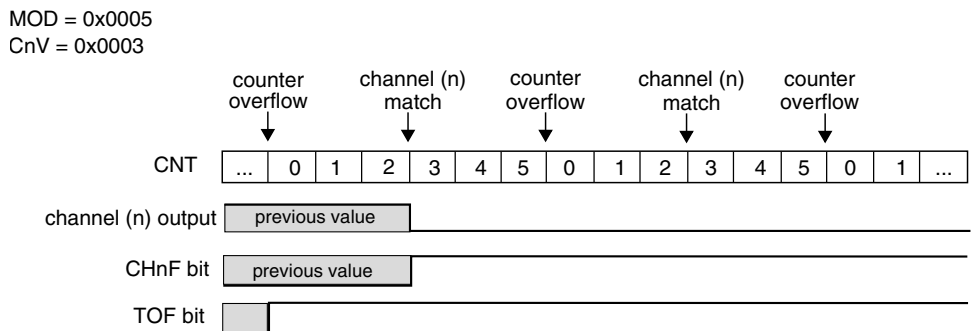 MOD = 0x0005
CnV = 0x0003
counter overflow channel (n) match counter overflow channel (n) match counter overflow
CNT ... 0 1 2 3 4 5 0 1 2 3 4 5 0 1 ...
channel (n) output previous value
CHnF bit previous value
TOF bit